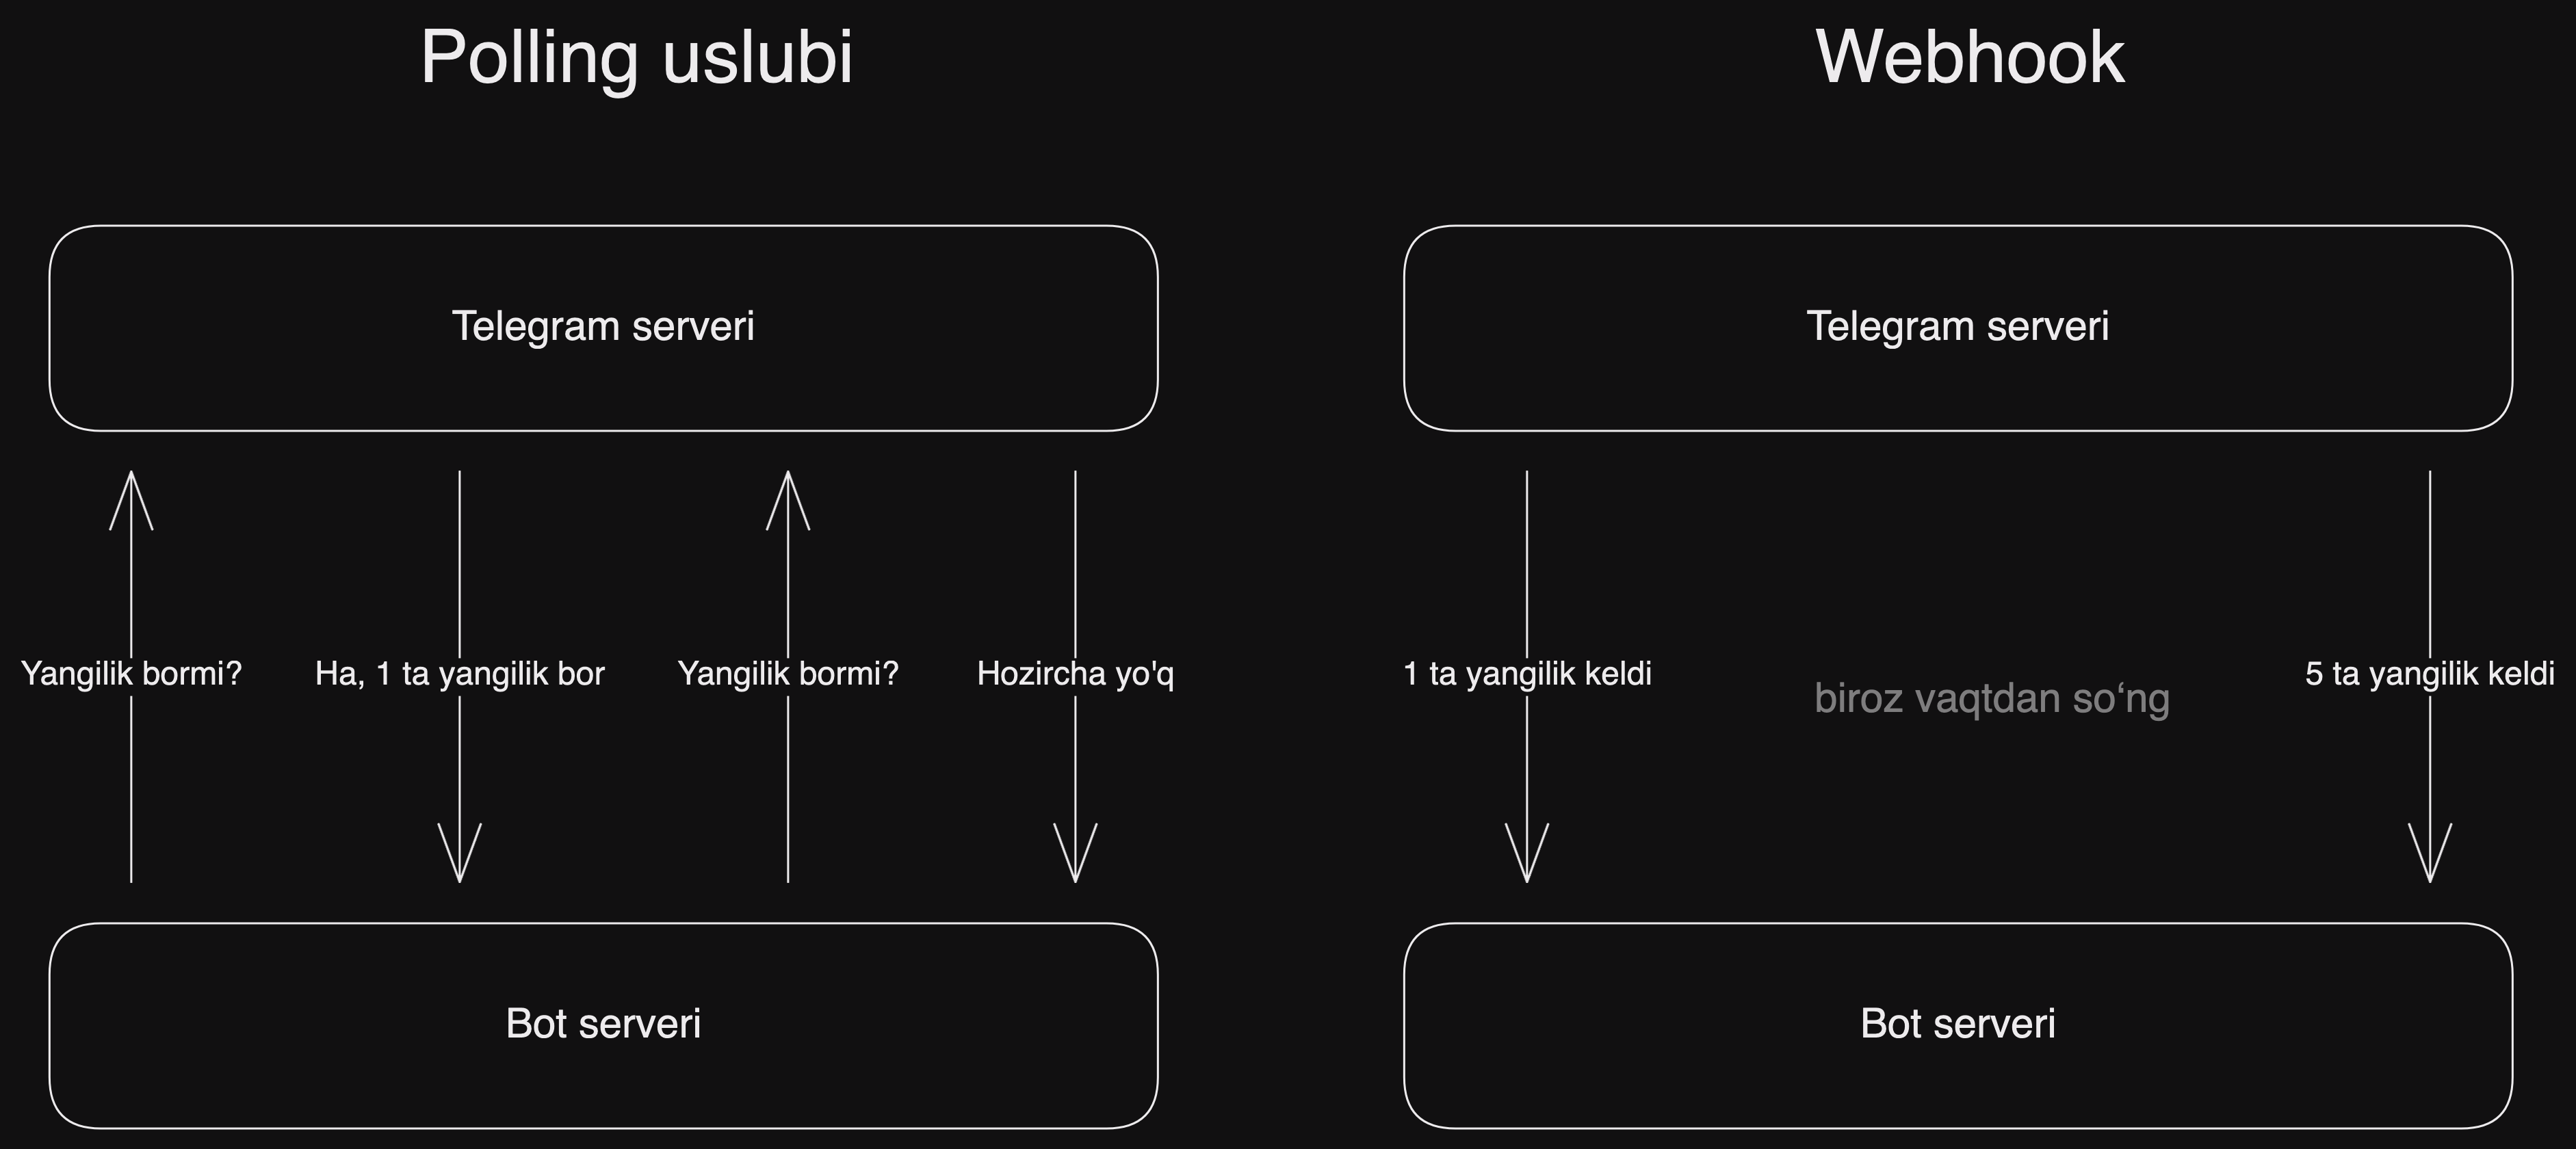 Polling uslubi
Telegram serveri
Yangilik bormi?
Ha, 1 ta yangilik bor
Yangilik bormi?
Hozircha yo'q
Bot serveri
Webhook
Telegram serveri
1 ta yangilik keldi
biroz vaqtdan so‘ng
5 ta yangilik keldi
Bot serveri